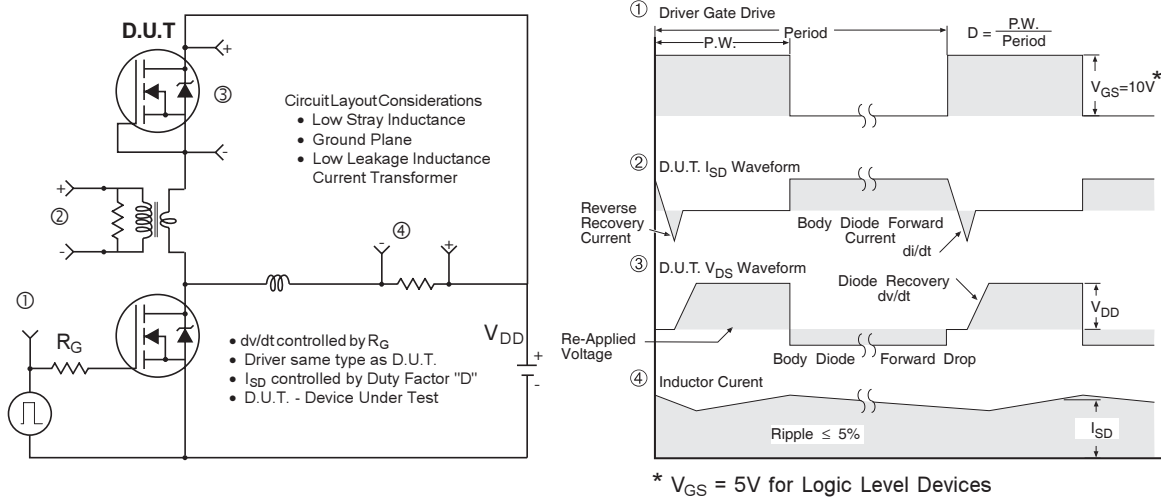 D.U.T
+
③
-
Circuit Layout Considerations
• Low Stray Inductance
• Ground Plane
• Low Leakage Inductance
Current Transformer
+
②
-
④
-
+
①
RG
• dv/dt controlled by RG
• Driver same type as D.U.T.
• ISD controlled by Duty Factor "D"
• D.U.T. - Device Under Test
VDD
+
-
① Driver Gate Drive
P.W.
Period
D = P.W.
Period
VGS=10V*
② D.U.T. ISD Waveform
Reverse
Recovery
Current
Body Diode Forward
Current
di/dt
③ D.U.T. VDS Waveform
Diode Recovery
dv/dt
VDD
Re-Applied
Voltage
Body Diode Forward Drop
④ Inductor Curent
Ripple ≤ 5%
ISD
* VGS = 5V for Logic Level Devices